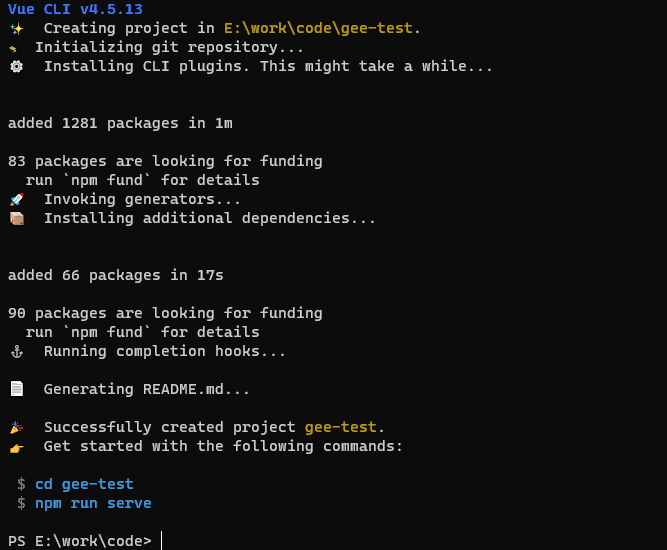 Vue CLI v4.5.13
✨  Creating project in E:\work\code\gee-test.
Initializing git repository...
⚙️  Installing CLI plugins. This might take a while...
added 1281 packages in 1m
83 packages are looking for funding
run `npm fund` for details
🚀  Invoking generators...
📦  Installing additional dependencies...
added 66 packages in 17s
90 packages are looking for funding
run `npm fund` for details
⚓  Running completion hooks...
📄  Generating README.md...
🎉  Successfully created project gee-test.
👉  Get started with the following commands:
$ cd gee-test
$ npm run serve
PS E:\work\code>